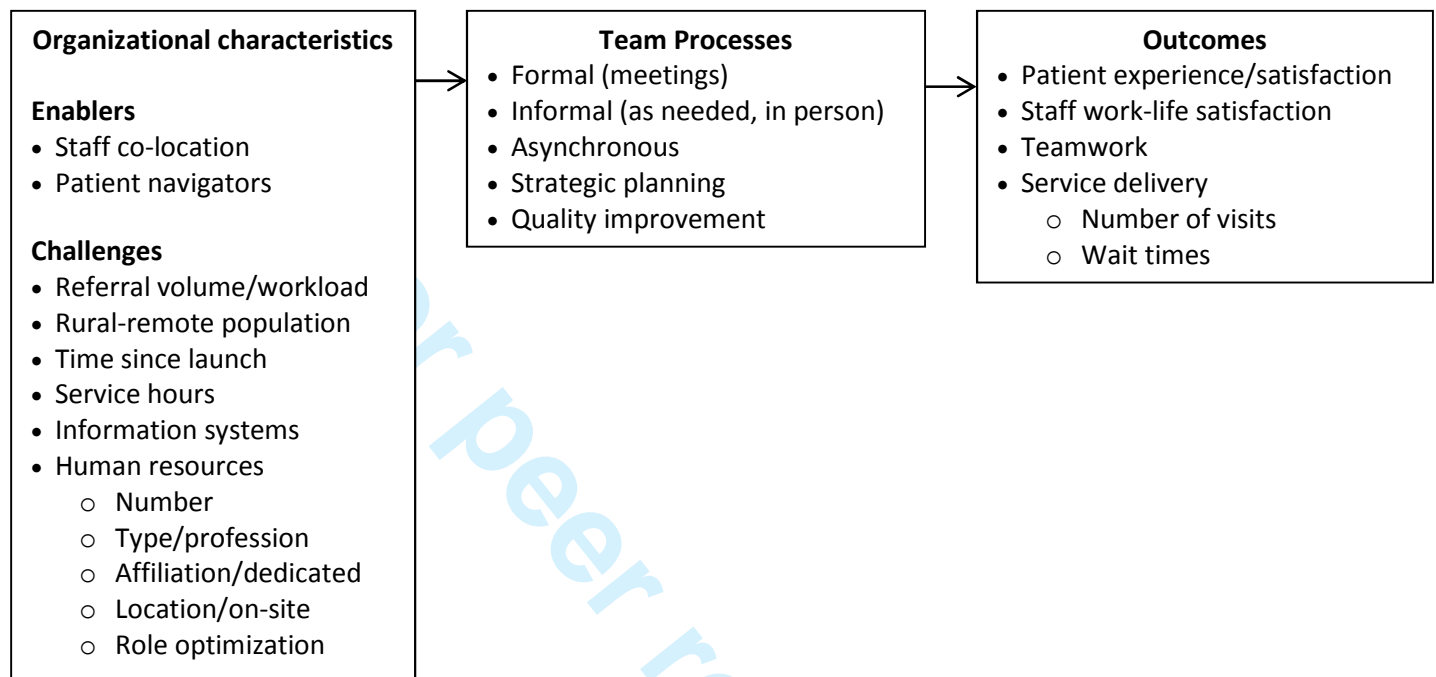 Organizational characteristics
Enablers
• Staff co-location
• Patient navigators
Challenges
• Referral volume/workload
• Rural-remote population
• Time since launch
• Service hours
• Information systems
• Human resources
o Number
o Type/profession
o Affiliation/dedicated
o Location/on-site
o Role optimization
Team Processes
• Formal (meetings)
• Informal (as needed, in person)
• Asynchronous
• Strategic planning
• Quality improvement
Outcomes
• Patient experience/satisfaction
• Staff work-life satisfaction
• Teamwork
• Service delivery
o Number of visits
o Wait times
peer